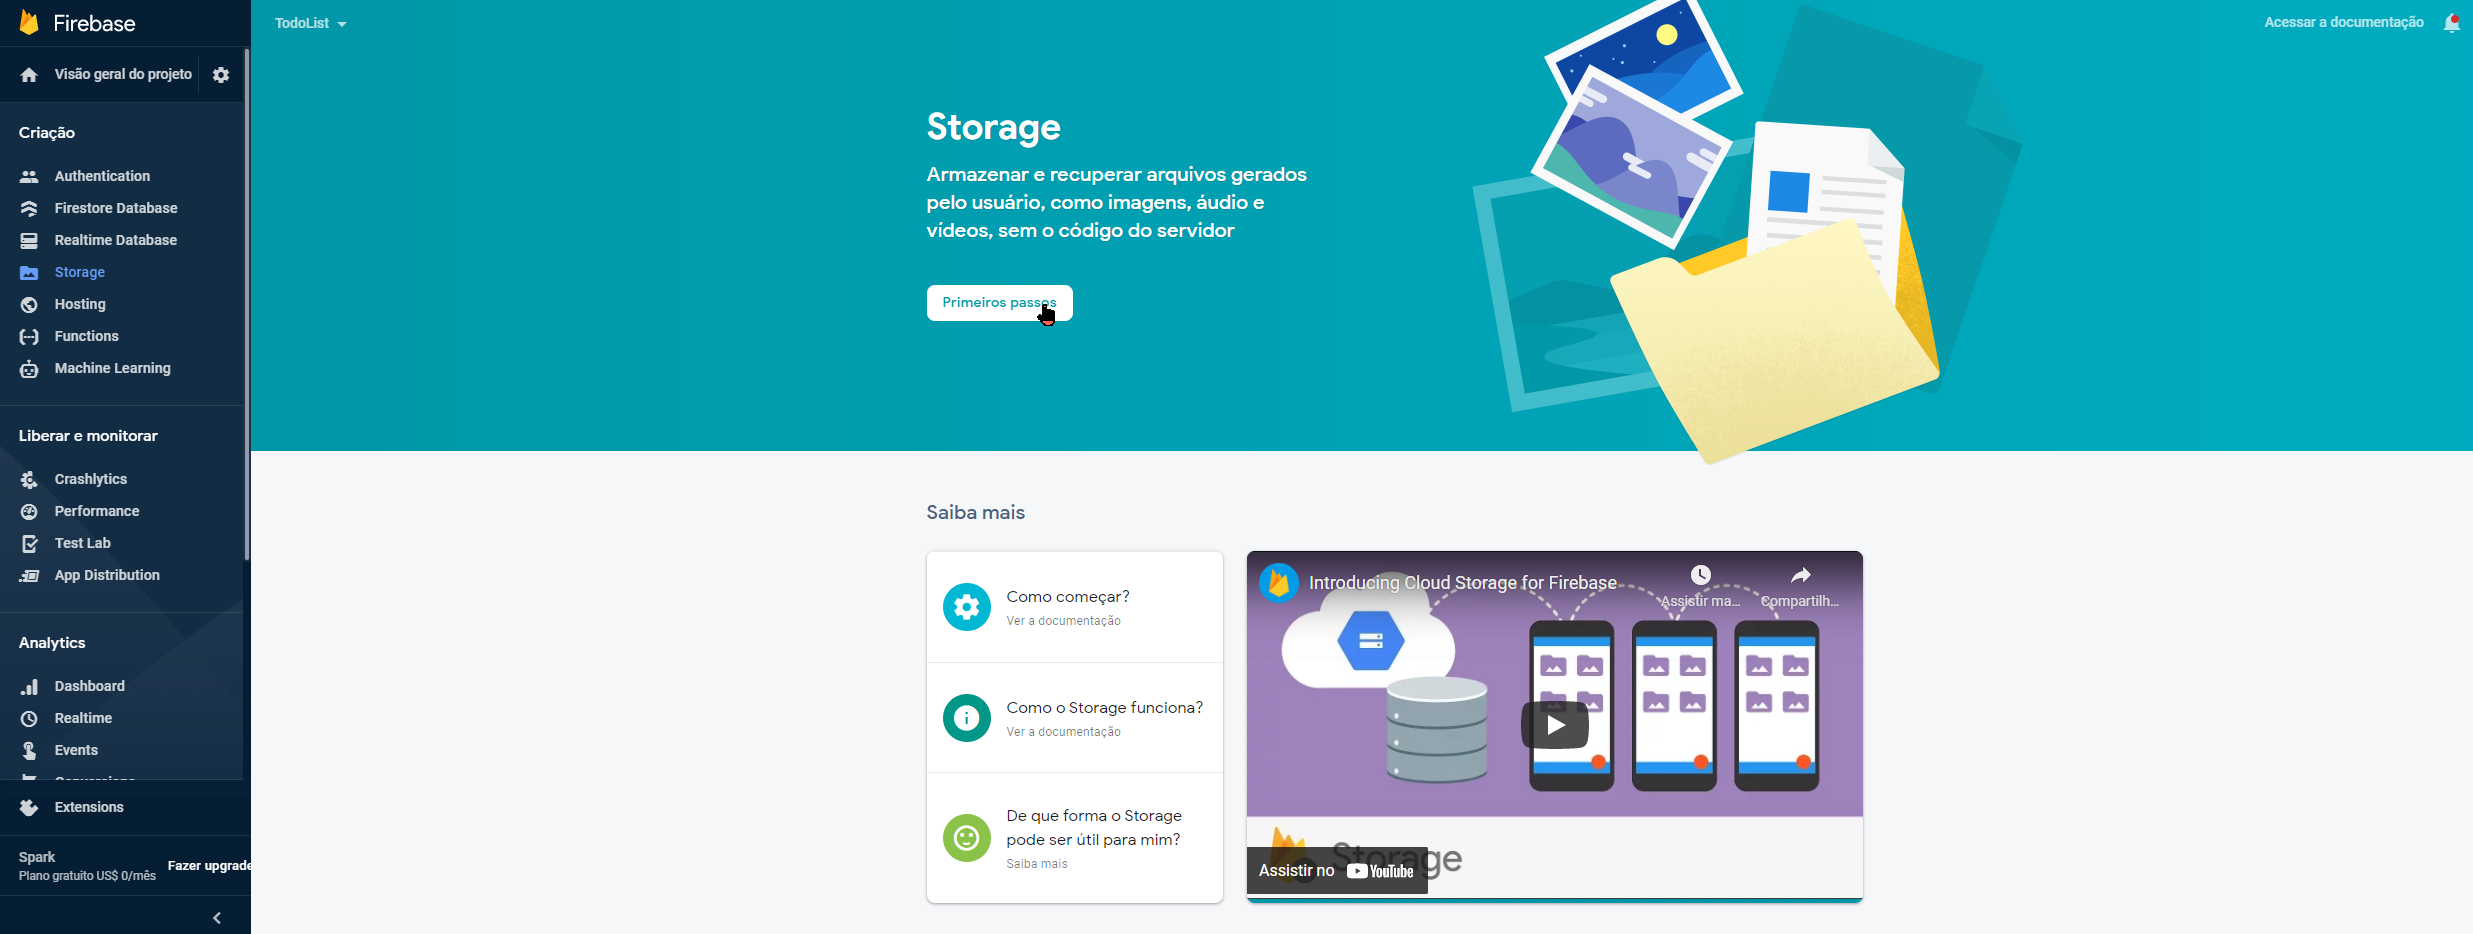 Firebase
TodoList
Acessar a documentação
Visão geral do projeto
Criação
Authentication
Firestore Database
Realtime Database
Storage
Hosting
Functions
Machine Learning
Liberar e monitorar
Crashlytics
Performance
Test Lab
App Distribution
Analytics
Dashboard
Realtime
Events
Conversions
Extensions
Spark
Plano gratuito US$ 0/mês
Fazer upgrade
Storage
Armazenar e recuperar arquivos gerados
pelo usuário, como imagens, áudio e
vídeos, sem o código do servidor
Primeiros passos
Saiba mais
Como começar?
Ver a documentação
Como o Storage funciona?
Ver a documentação
De que forma o Storage
pode ser útil para mim?
Saiba mais
Introducing Cloud Storage for Firebase
Assistir ma...
Compartilh...
Storage
Assistir no YouTube